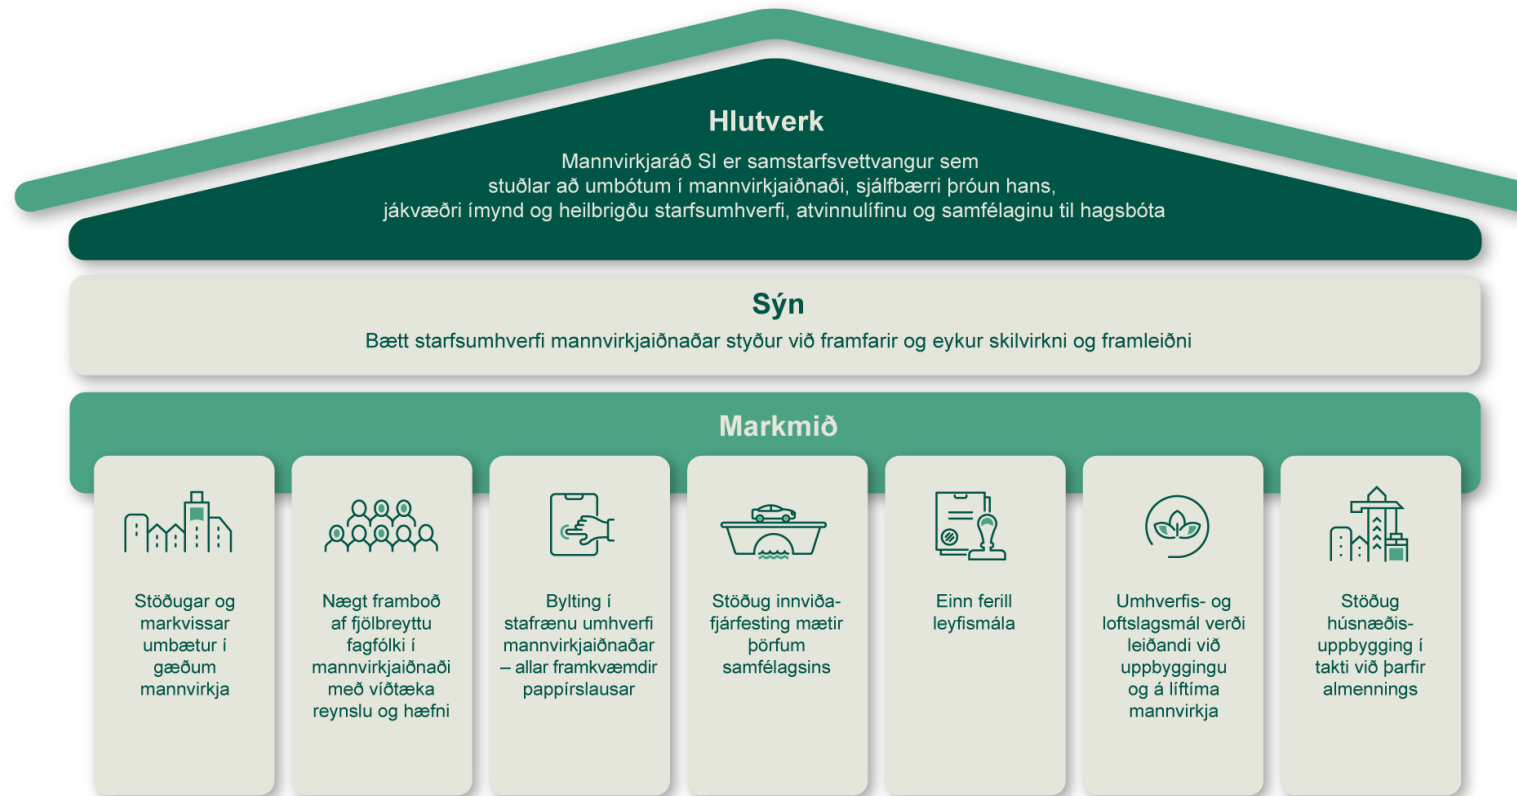 Hlutverk
Mannvirkjaráð SI er samstarfsvettvangur sem
stuðlar að umbótum í mannvirkjaiðnaði, sjálfbærri þróun hans,
jákvæðri ímynd og heilbrigðu starfsumhverfi, atvinnulífinu og samfélaginu til hagsbóta
Sýn
Bætt starfsumhverfi mannvirkjaiðnaðar styður við framfarir og eykur skilvirkni og framleiðni
Markmið
Stöðugar og
markvissar
umbætur í
gæðum
mannvirkja
Nægt framboð
af fjölbreyttu
fagfólki í
mannvirkjaiðnaði
með víðtæka
reynslu og hæfni
Bylting í
stafrænu umhverfi
mannvirkjaiðnaðar
– allar framkvæmdir
pappírslausar
Stöðug innviða-
fjárfesting mætir
þörfum
samfélagsins
Einn ferill
leyfismála
Umhverfis- og
loftslagsmál verði
leiðandi við
uppbyggingu
og á líftíma
mannvirkja
Stöðug
húsnæðis-
uppbygging í
takti við þarfir
almennings